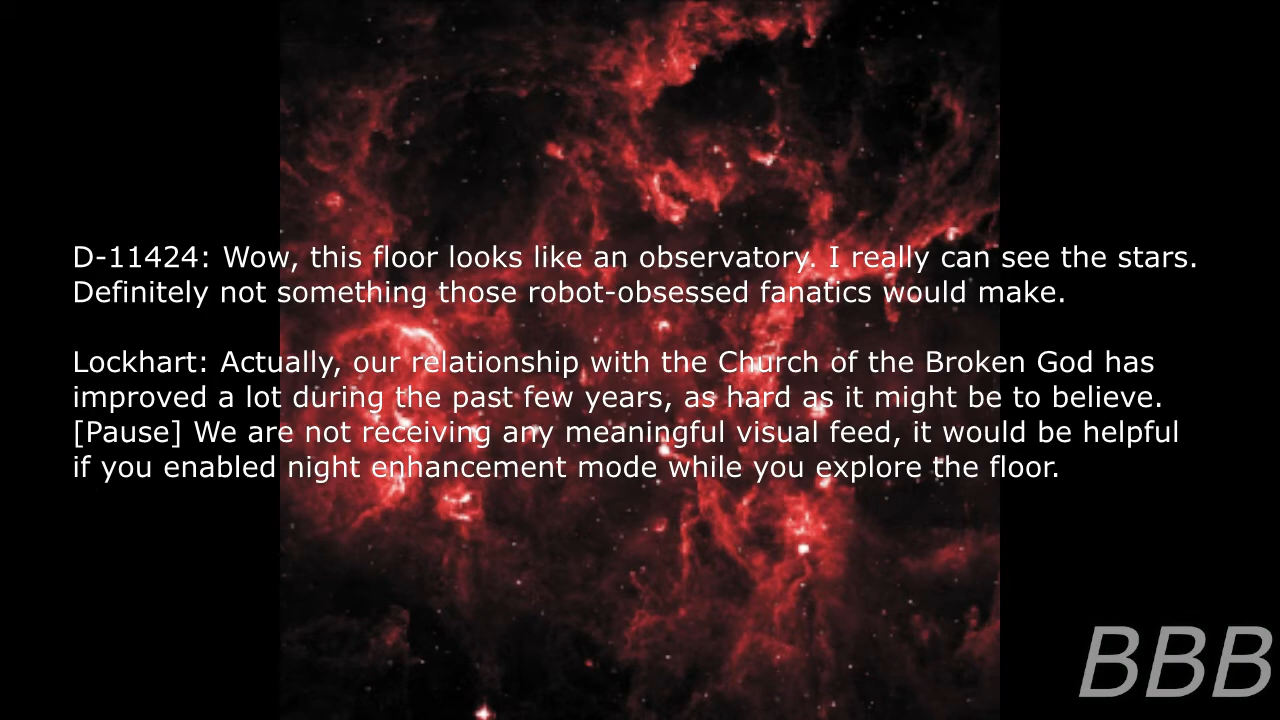 D-11424: Wow, this floor looks like an observatory. I really can see the stars.
Definitely not something those robot-obsessed fanatics would make.
Lockhart: Actually, our relationship with the Church of the Broken God has
improved a lot during the past few years, as hard as it might be to believe.
[Pause] We are not receiving any meaningful visual feed, it would be helpful
if you enabled night enhancement mode while you explore the floor.
BBB